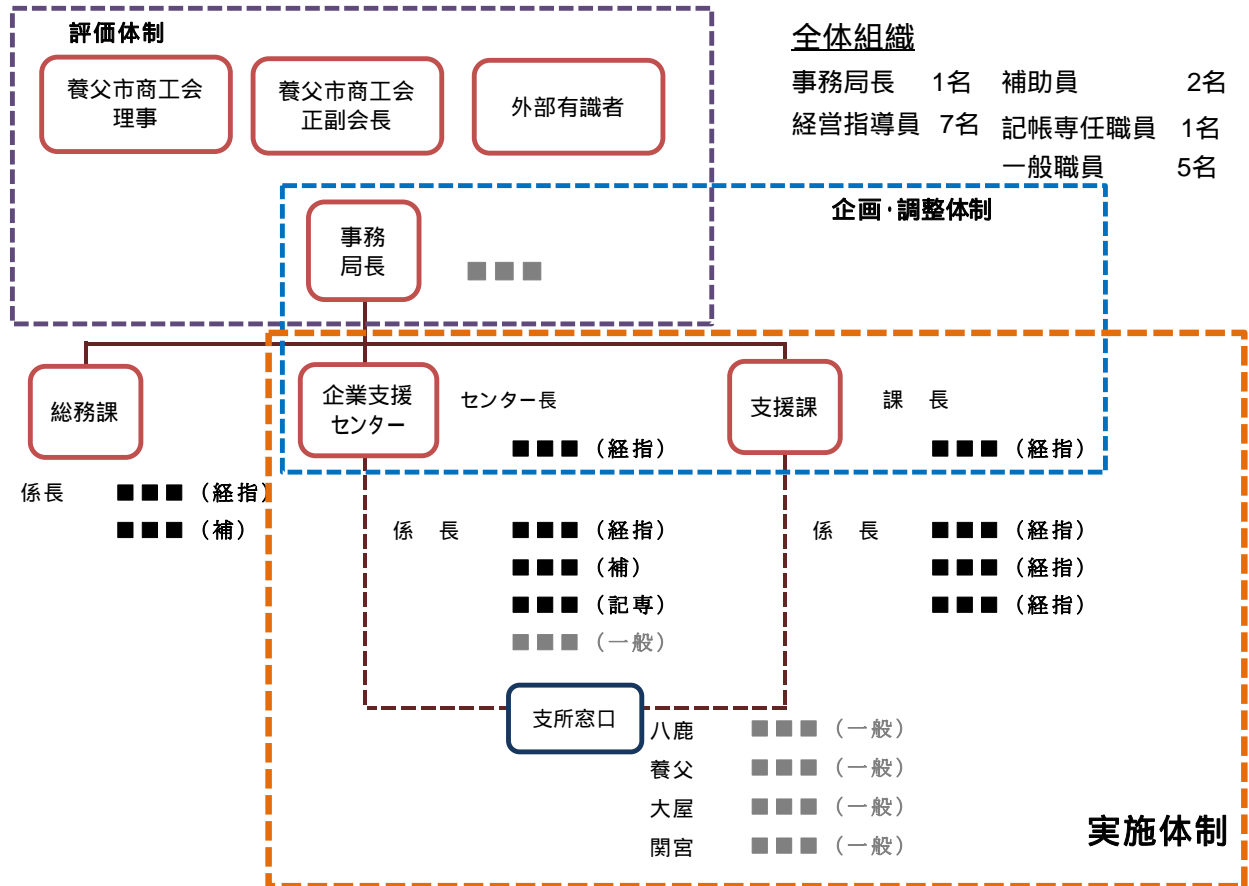 評価体制
養父市商工会
理事
養父市商工会
正副会長
外部有識者
全体組織
事務局長 1名 補助員 2名
経営指導員 7名 記帳専任職員 1名
一般職員 5名
企画・調整体制
事務
局長
■■■
総務課
企業支援
センター
センター長
■■■（経指）
支援課
課 長
■■■（経指）
係長 ■■■（経指）
■■■（補）
係 長 ■■■（経指）
■■■（補）
■■■（記専）
■■■（一般）
係 長 ■■■（経指）
■■■（経指）
■■■（経指）
支所窓口
八鹿 ■■■（一般）
養父 ■■■（一般）
大屋 ■■■（一般）
関宮 ■■■（一般）
実施体制